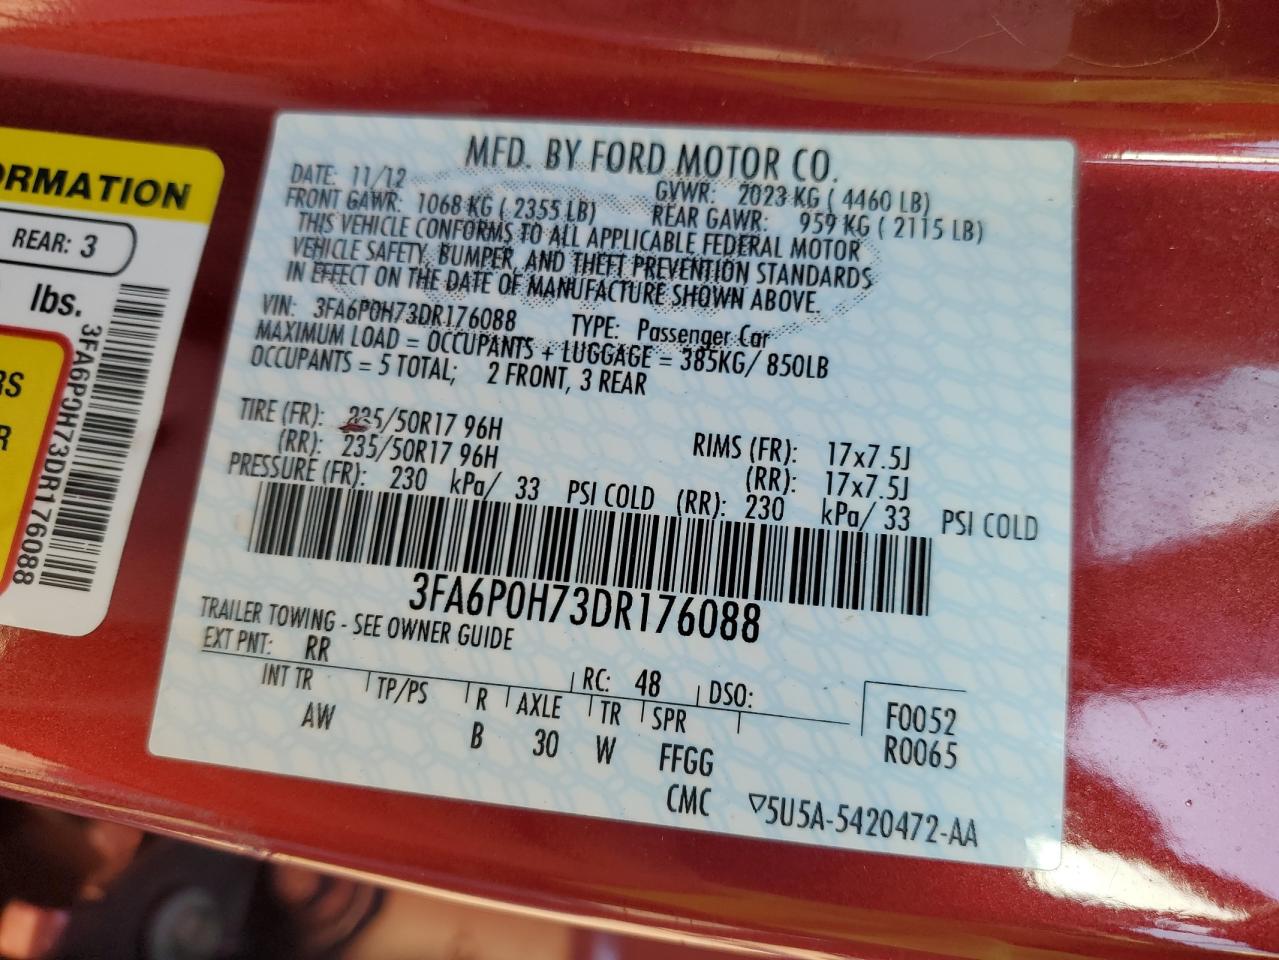 ORMATION
REAR: 3
lbs.
RS
R
3FA6P0H73DR176088
MFD. BY FORD MOTOR CO.
DATE: 11/12 GVWR: 2023 KG ( 4460 LB)
FRONT GAWR: 1068 KG ( 2355 LB) REAR GAWR: 959 KG ( 2115 LB)
THIS VEHICLE CONFORMS TO ALL APPLICABLE FEDERAL MOTOR
VEHICLE SAFETY, BUMPER, AND THEFT PREVENTION STANDARDS
IN EFFECT ON THE DATE OF MANUFACTURE SHOWN ABOVE.
VIN: 3FA6P0H73DR176088 TYPE: Passenger Car
MAXIMUM LOAD = OCCUPANTS + LUGGAGE = 385KG/ 850LB
OCCUPANTS = 5 TOTAL; 2 FRONT, 3 REAR
TIRE (FR): 235/50R17 96H RIMS (FR): 17x7.5J
(RR): 235/50R17 96H (RR): 17x7.5J
PRESSURE (FR): 230 kPa/ 33 PSI COLD (RR): 230 kPa/ 33 PSI COLD
3FA6P0H73DR176088
TRAILER TOWING - SEE OWNER GUIDE
EXT PNT: RR RC: 48 DSO:
INT TR TP/PS R AXLE TR SPR F0052
AW B 30 W FFGG R0065
CMC ▽5U5A-5420472-AA